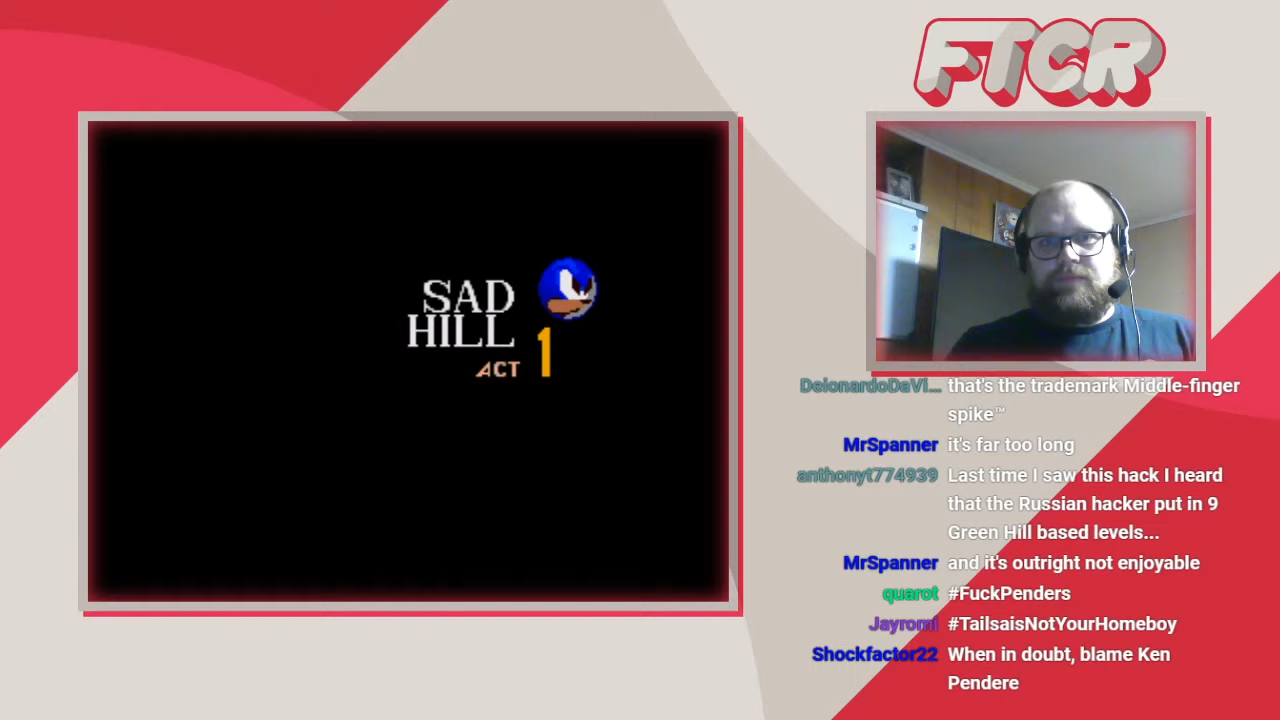 FTCR
SAD
HILL
ACT 1
DelonardoDaVi... that's the trademark Middle-finger
spike™
MrSpanner it's far too long
anthonyt774939 Last time I saw this hack I heard
that the Russian hacker put in 9
Green Hill based levels...
MrSpanner and it's outright not enjoyable
quarot #FuckPenders
Jayromi #TailsaisNotYourHomeboy
Shockfactor22 When in doubt, blame Ken
Pendere